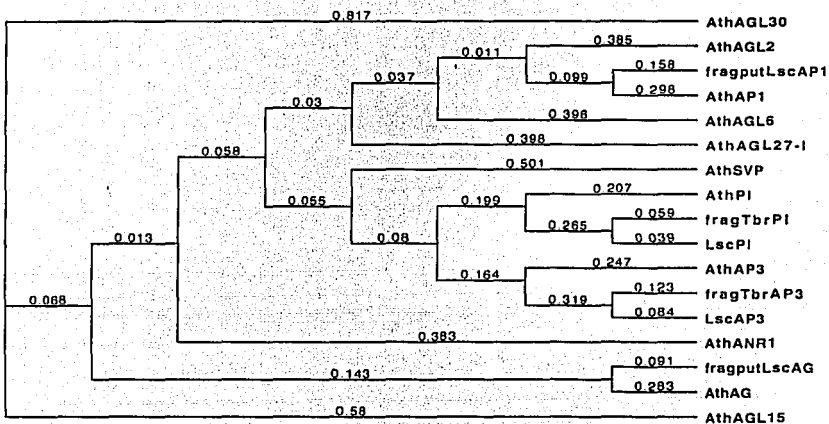 0.817 AthAGL30
0.385 AthAGL2
0.011
0.158 fragputLscAP1
0.037
0.099
0.298 AthAP1
0.03
0.396 AthAGL6
0.398 AthAGL27-I
0.058
0.501 AthSVP
0.055
0.207 AthPI
0.199
0.059 fragTbrPI
0.265
0.039 LscPI
0.08
0.013
0.247 AthAP3
0.164
0.123 fragTbrAP3
0.068
0.319
0.084 LscAP3
0.383 AthANR1
0.091 fragputLscAG
0.143
0.283 AthAG
0.58 AthAGL15